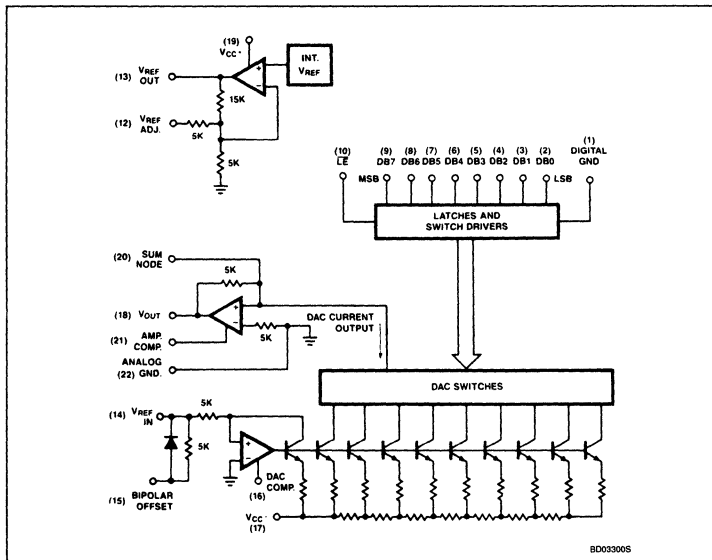 (19)
VCC+
INT.
VREF
(13) VREF
OUT
15K
(12) VREF
ADJ.
5K
5K
(10) (9) (8) (7) (6) (5) (4) (3) (2) (1)
LE DB7 DB6 DB5 DB4 DB3 DB2 DB1 DB0 DIGITAL
GND
MSB LSB
LATCHES AND
SWITCH DRIVERS
(20) SUM
NODE
5K
(18) VOUT
DAC CURRENT
OUTPUT
(21) AMP.
COMP.
5K
ANALOG
(22) GND.
DAC SWITCHES
(14) VREF
IN
5K
5K
DAC
COMP.
(16)
(15) BIPOLAR
OFFSET
VCC-
(17)
BD03300S